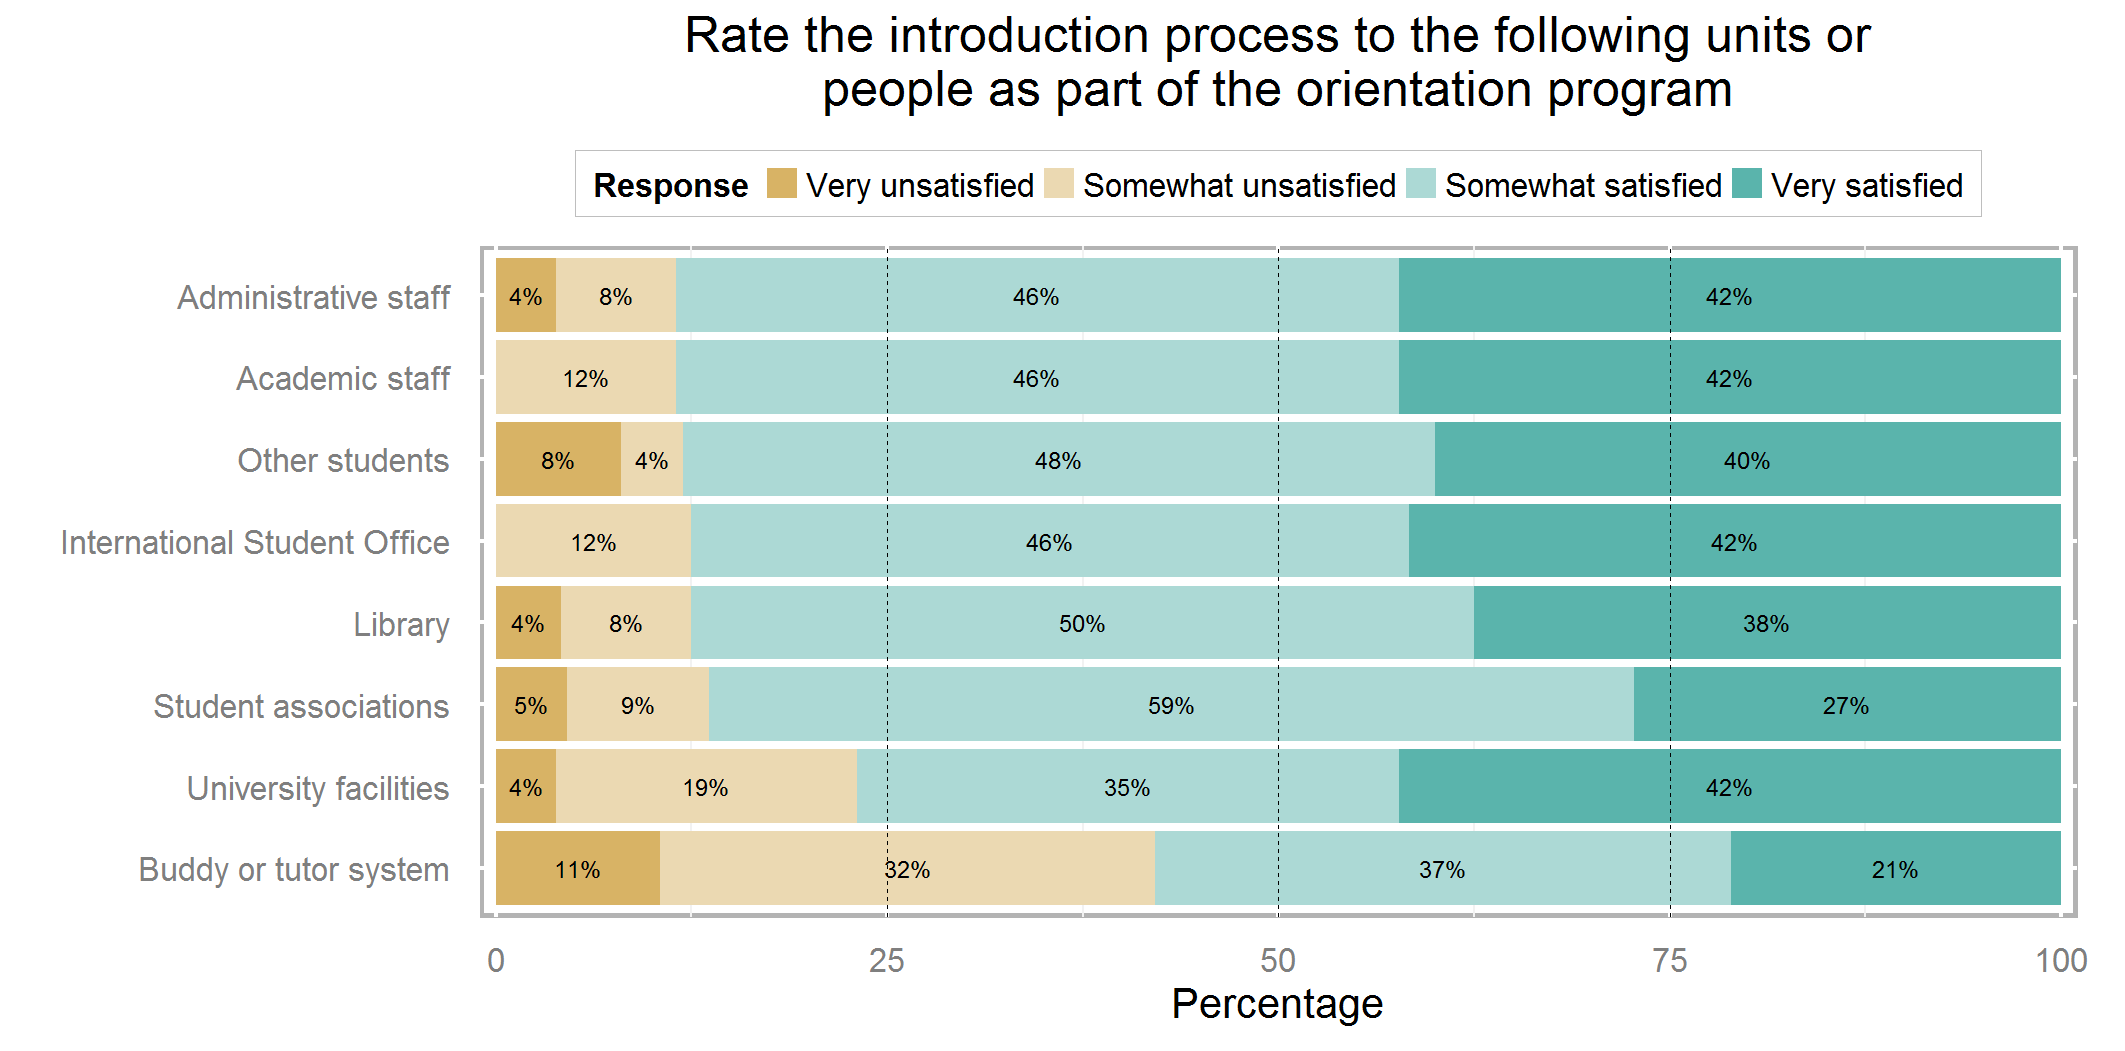 Rate the introduction process to the following units or
people as part of the orientation program
Response Very unsatisfied Somewhat unsatisfied Somewhat satisfied Very satisfied
Administrative staff 4% 8% 46% 42%
Academic staff 12% 46% 42%
Other students 8% 4% 48% 40%
International Student Office 12% 46% 42%
Library 4% 8% 50% 38%
Student associations 5% 9% 59% 27%
University facilities 4% 19% 35% 42%
Buddy or tutor system 11% 32% 37% 21%
0 25 50 75 100
Percentage